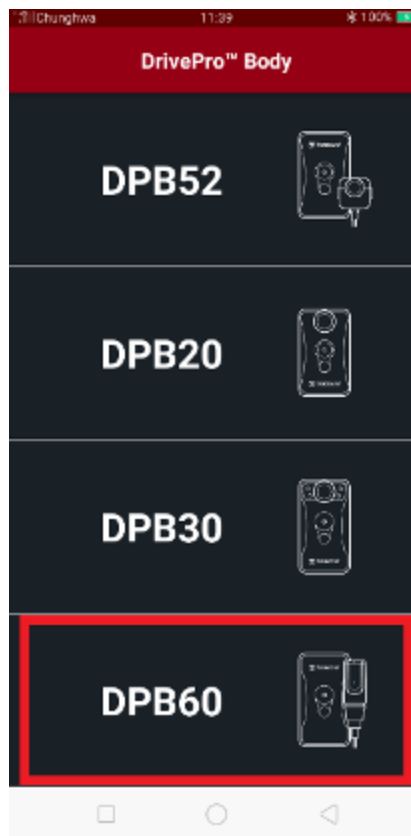 Chunghwa 11:39 100%
DrivePro™ Body
DPB52
DPB20
DPB30
DPB60